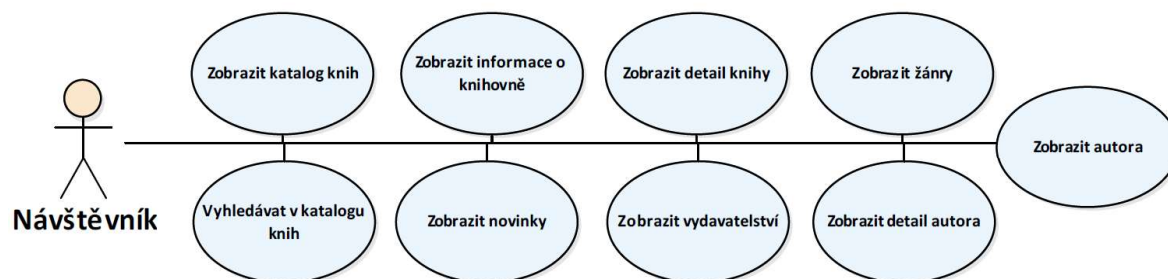 Zobrazit katalog knih
Zobrazit informace o
knihovně
Zobrazit detail knihy
Zobrazit žánry
Zobrazit autora
Návštěvník
Vyhledávat v katalogu
knih
Zobrazit novinky
Zobrazit vydavatelství
Zobrazit detail autora